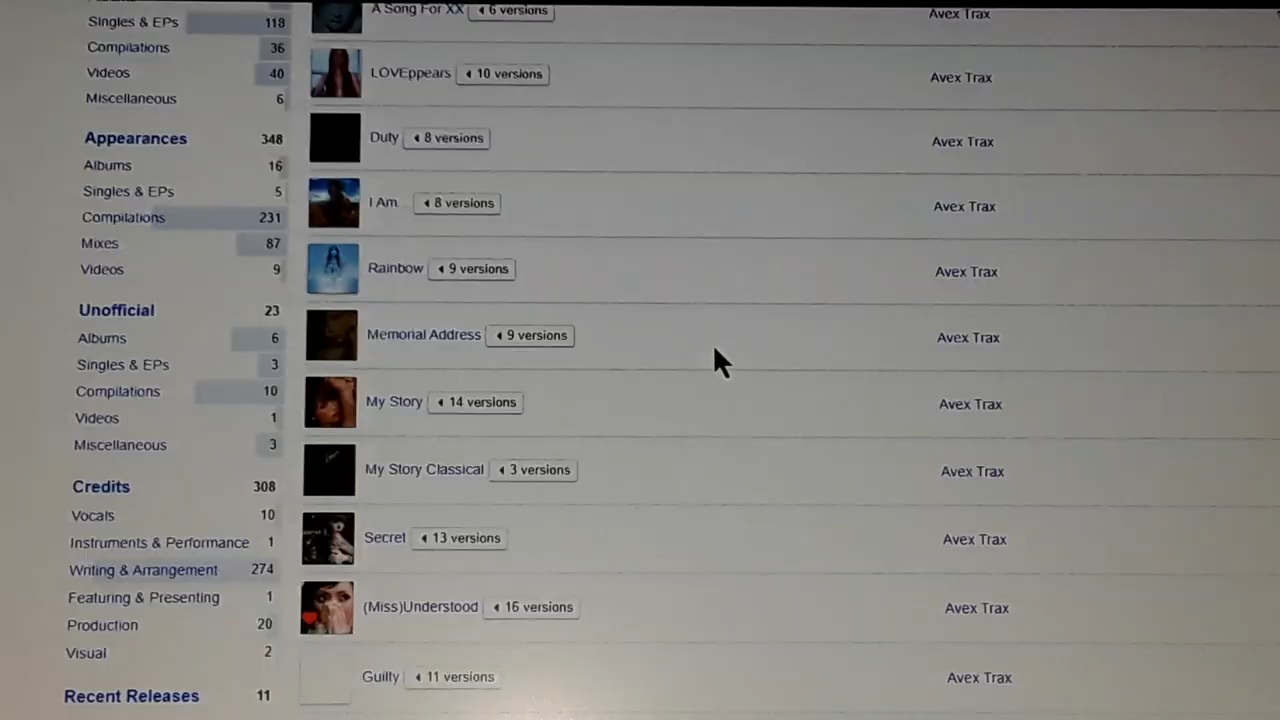 Singles & EPs 118
Compilations 36
Videos 40
Miscellaneous 6
Appearances 348
Albums 16
Singles & EPs 5
Compilations 231
Mixes 87
Videos 9
Unofficial 23
Albums 6
Singles & EPs 3
Compilations 10
Videos 1
Miscellaneous 3
Credits 308
Vocals 10
Instruments & Performance 1
Writing & Arrangement 274
Featuring & Presenting 1
Production 20
Visual 2
Recent Releases 11
A Song For XX 6 versions Avex Trax
LOVEppears 10 versions Avex Trax
Duty 8 versions Avex Trax
I Am... 8 versions Avex Trax
Rainbow 9 versions Avex Trax
Memorial Address 9 versions Avex Trax
My Story 14 versions Avex Trax
My Story Classical 3 versions Avex Trax
Secret 13 versions Avex Trax
(Miss)Understood 16 versions Avex Trax
Guilty 11 versions Avex Trax